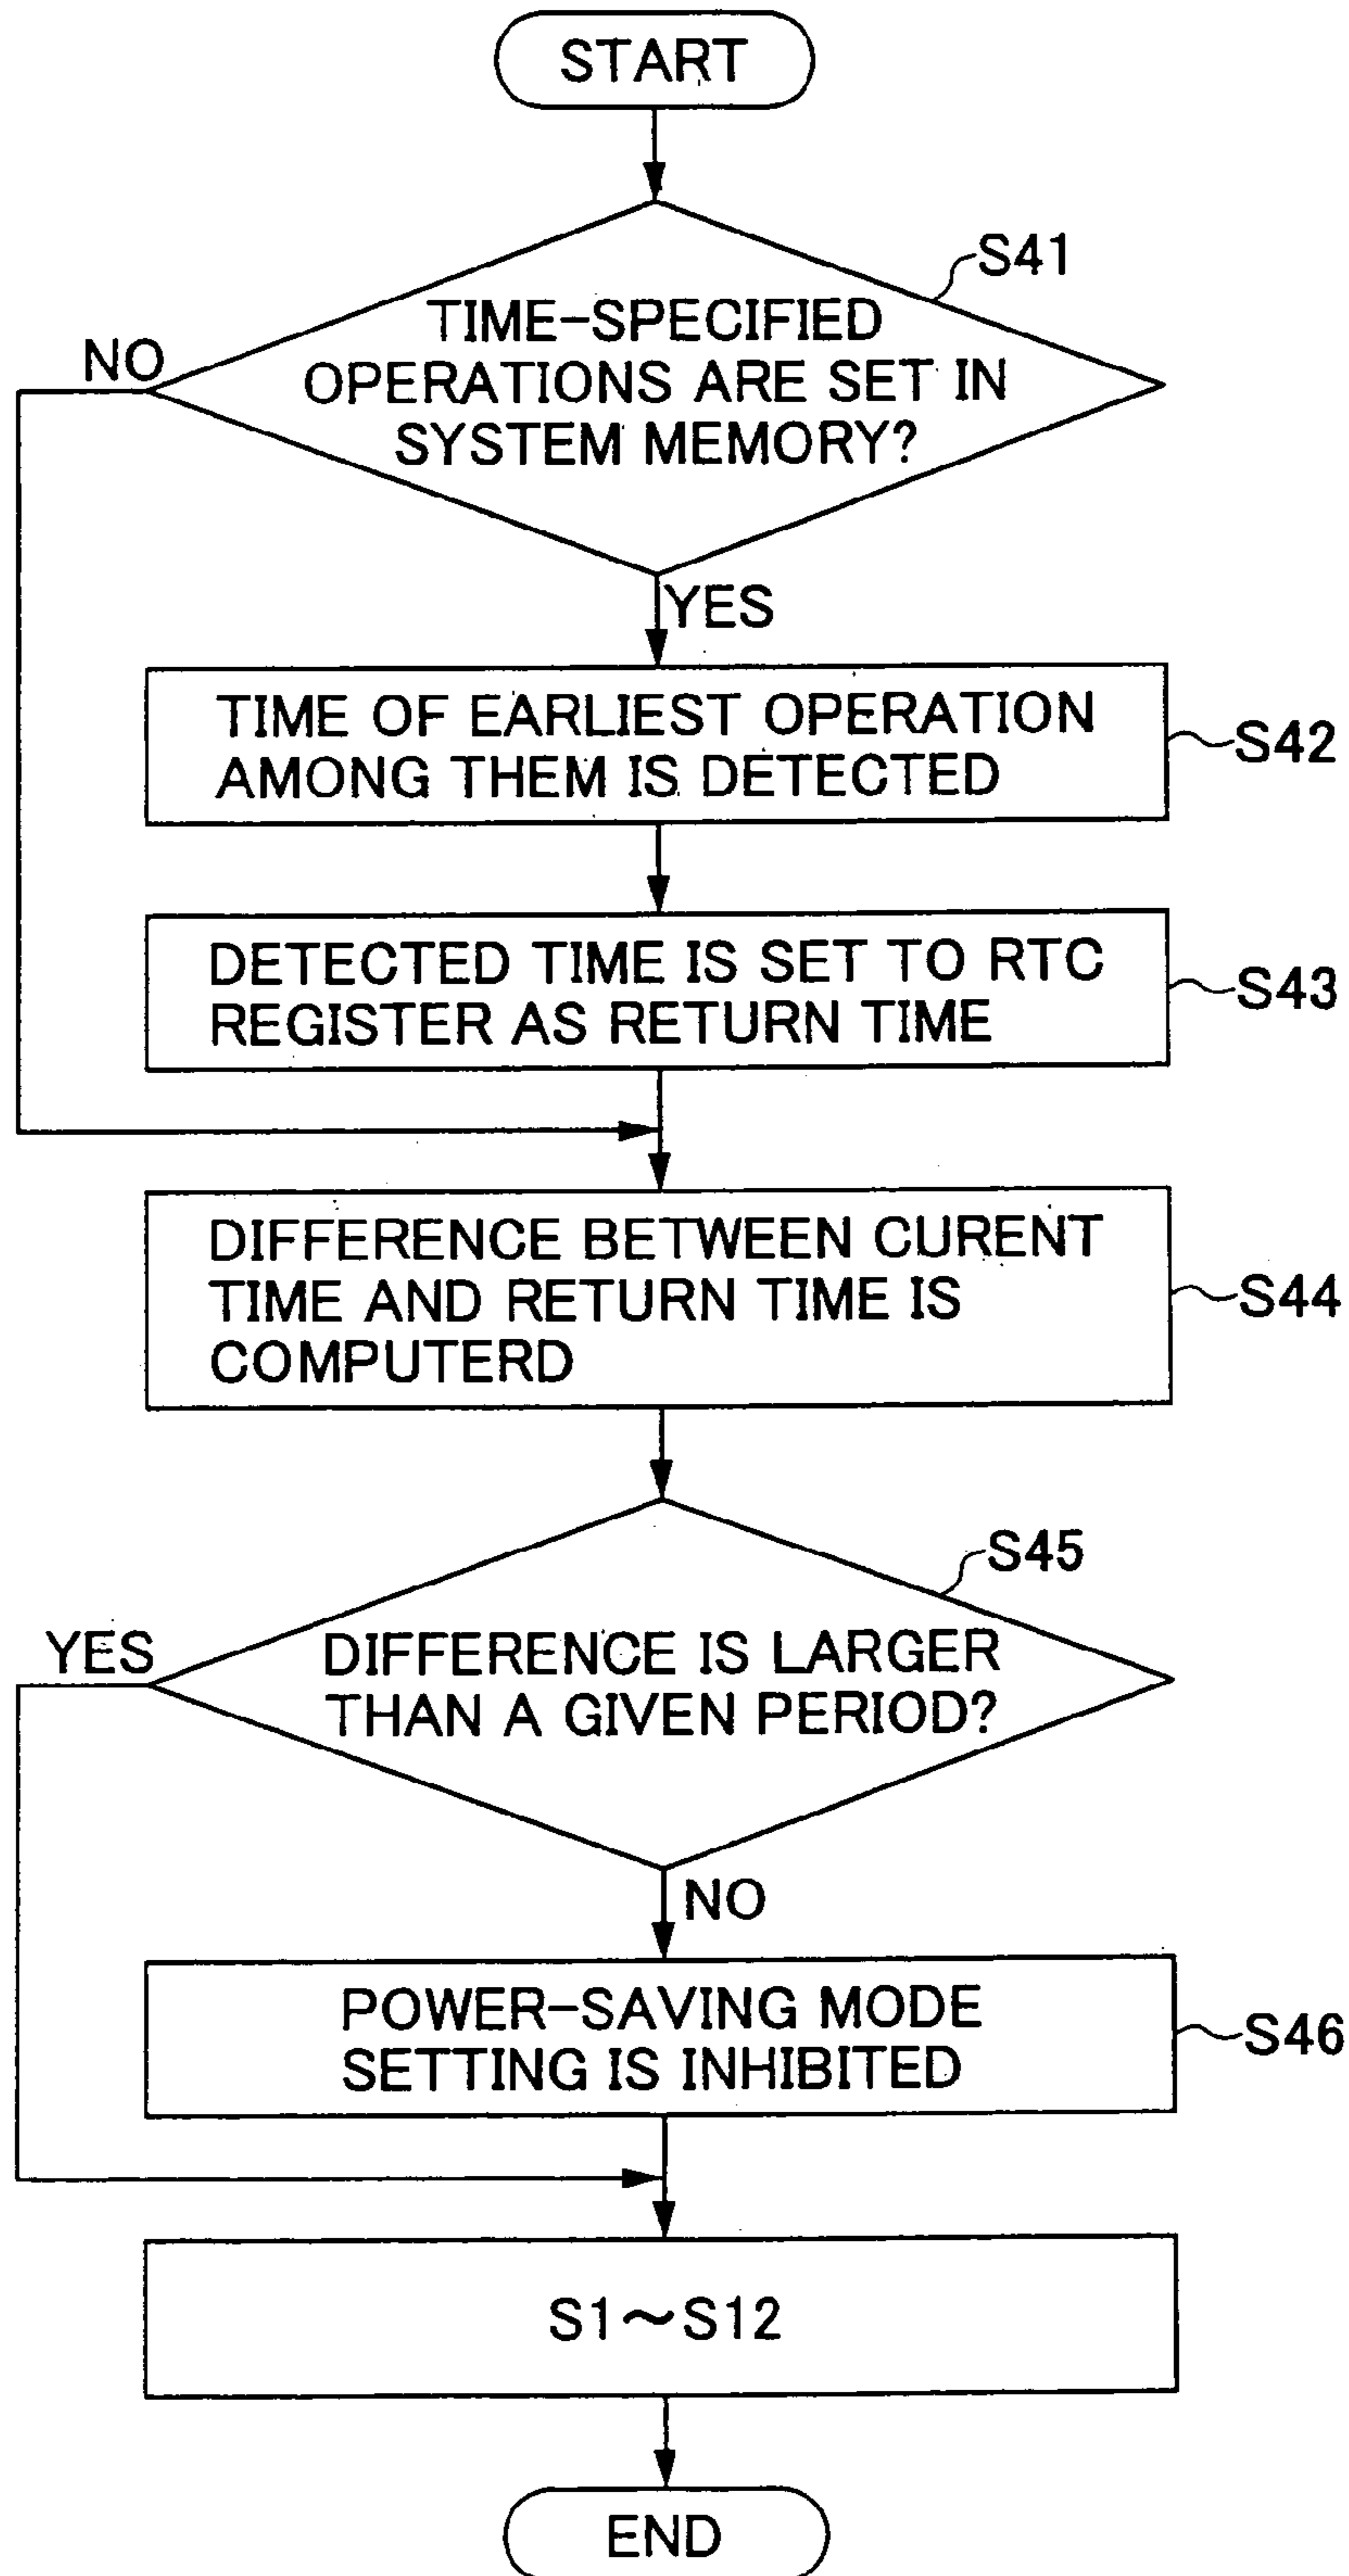 START
S41
TIME-SPECIFIED
OPERATIONS ARE SET IN
SYSTEM MEMORY?
NO
YES
TIME OF EARLIEST OPERATION
AMONG THEM IS DETECTED
S42
DETECTED TIME IS SET TO RTC
REGISTER AS RETURN TIME
S43
DIFFERENCE BETWEEN CURENT
TIME AND RETURN TIME IS
COMPUTERD
S44
S45
YES
DIFFERENCE IS LARGER
THAN A GIVEN PERIOD?
NO
POWER-SAVING MODE
SETTING IS INHIBITED
S46
S1~S12
END